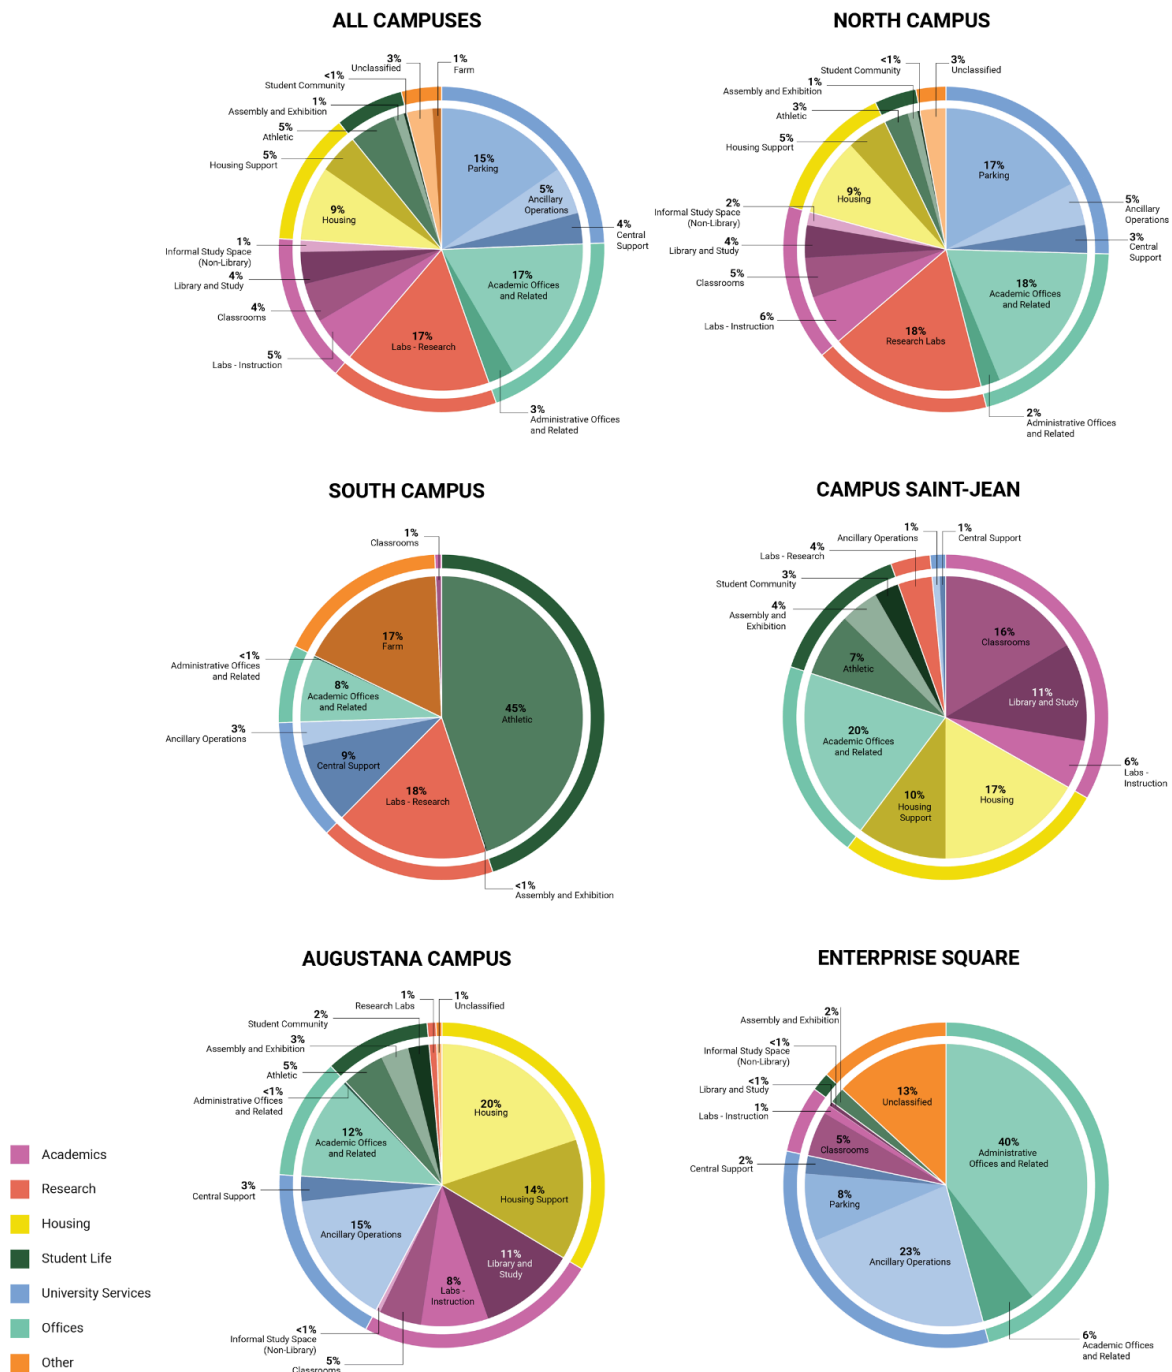 ALL CAMPUSES
3%
Unclassified
1%
Farm
<1%
Student Community
1%
Assembly and Exhibition
5%
Athletic
5%
Housing Support
9%
Housing
1%
Informal Study Space
(Non-Library)
4%
Library and Study
4%
Classrooms
5%
Labs - Instruction
17%
Labs - Research
3%
Administrative Offices
and Related
17%
Academic Offices
and Related
4%
Central
Support
5%
Ancillary
Operations
15%
Parking
NORTH CAMPUS
<1%
Student Community
3%
Unclassified
1%
Assembly and Exhibition
3%
Athletic
5%
Housing Support
9%
Housing
2%
Informal Study Space
(Non-Library)
4%
Library and Study
5%
Classrooms
6%
Labs - Instruction
18%
Research Labs
2%
Administrative Offices
and Related
18%
Academic Offices
and Related
3%
Central
Support
5%
Ancillary
Operations
17%
Parking
SOUTH CAMPUS
1%
Classrooms
17%
Farm
<1%
Administrative Offices
and Related
8%
Academic Offices
and Related
3%
Ancillary Operations
9%
Central Support
18%
Labs - Research
<1%
Assembly and Exhibition
45%
Athletic
CAMPUS SAINT-JEAN
1%
Ancillary Operations
1%
Central Support
4%
Labs - Research
3%
Student Community
4%
Assembly and
Exhibition
7%
Athletic
20%
Academic Offices
and Related
10%
Housing
Support
17%
Housing
6%
Labs -
Instruction
11%
Library and Study
16%
Classrooms
AUGUSTANA CAMPUS
1%
Research Labs
1%
Unclassified
2%
Student Community
3%
Assembly and Exhibition
5%
Athletic
<1%
Administrative Offices
and Related
12%
Academic Offices
and Related
3%
Central Support
15%
Ancillary Operations
<1%
Informal Study Space
(Non-Library)
5%
Classrooms
8%
Labs -
Instruction
11%
Library and
Study
14%
Housing Support
20%
Housing
ENTERPRISE SQUARE
2%
Assembly and Exhibition
<1%
Informal Study Space
(Non-Library)
<1%
Library and Study
1%
Labs - Instruction
5%
Classrooms
2%
Central Support
8%
Parking
23%
Ancillary Operations
6%
Academic Offices
and Related
40%
Administrative
Offices and Related
13%
Unclassified
Academics
Research
Housing
Student Life
University Services
Offices
Other